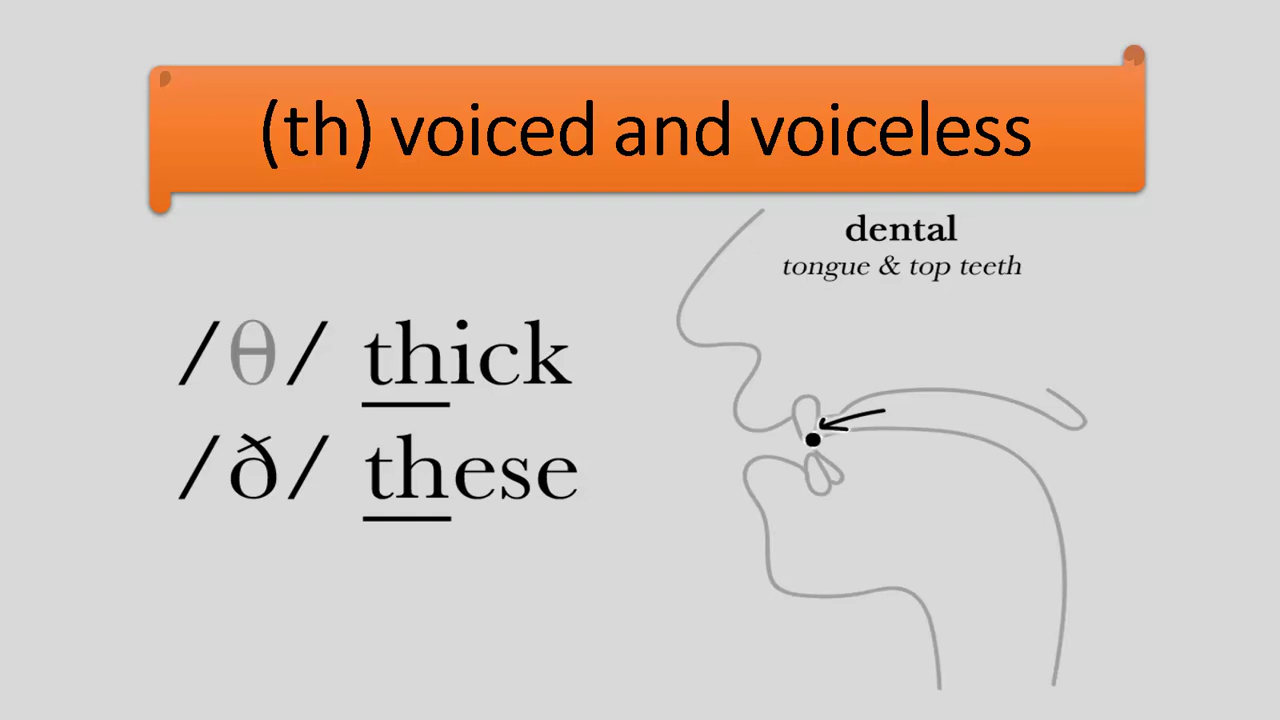 (th) voiced and voiceless
dental
tongue & top teeth
/θ/ thick
/ð/ these